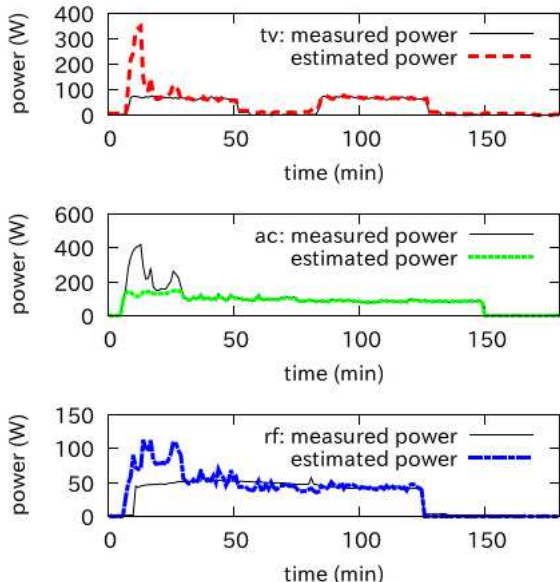 400
300
200
100
0
power (W)
tv: measured power
estimated power
0 50 100 150
time (min)
600
400
200
0
power (W)
ac: measured power
estimated power
0 50 100 150
time (min)
150
100
50
0
power (W)
rf: measured power
estimated power
0 50 100 150
time (min)